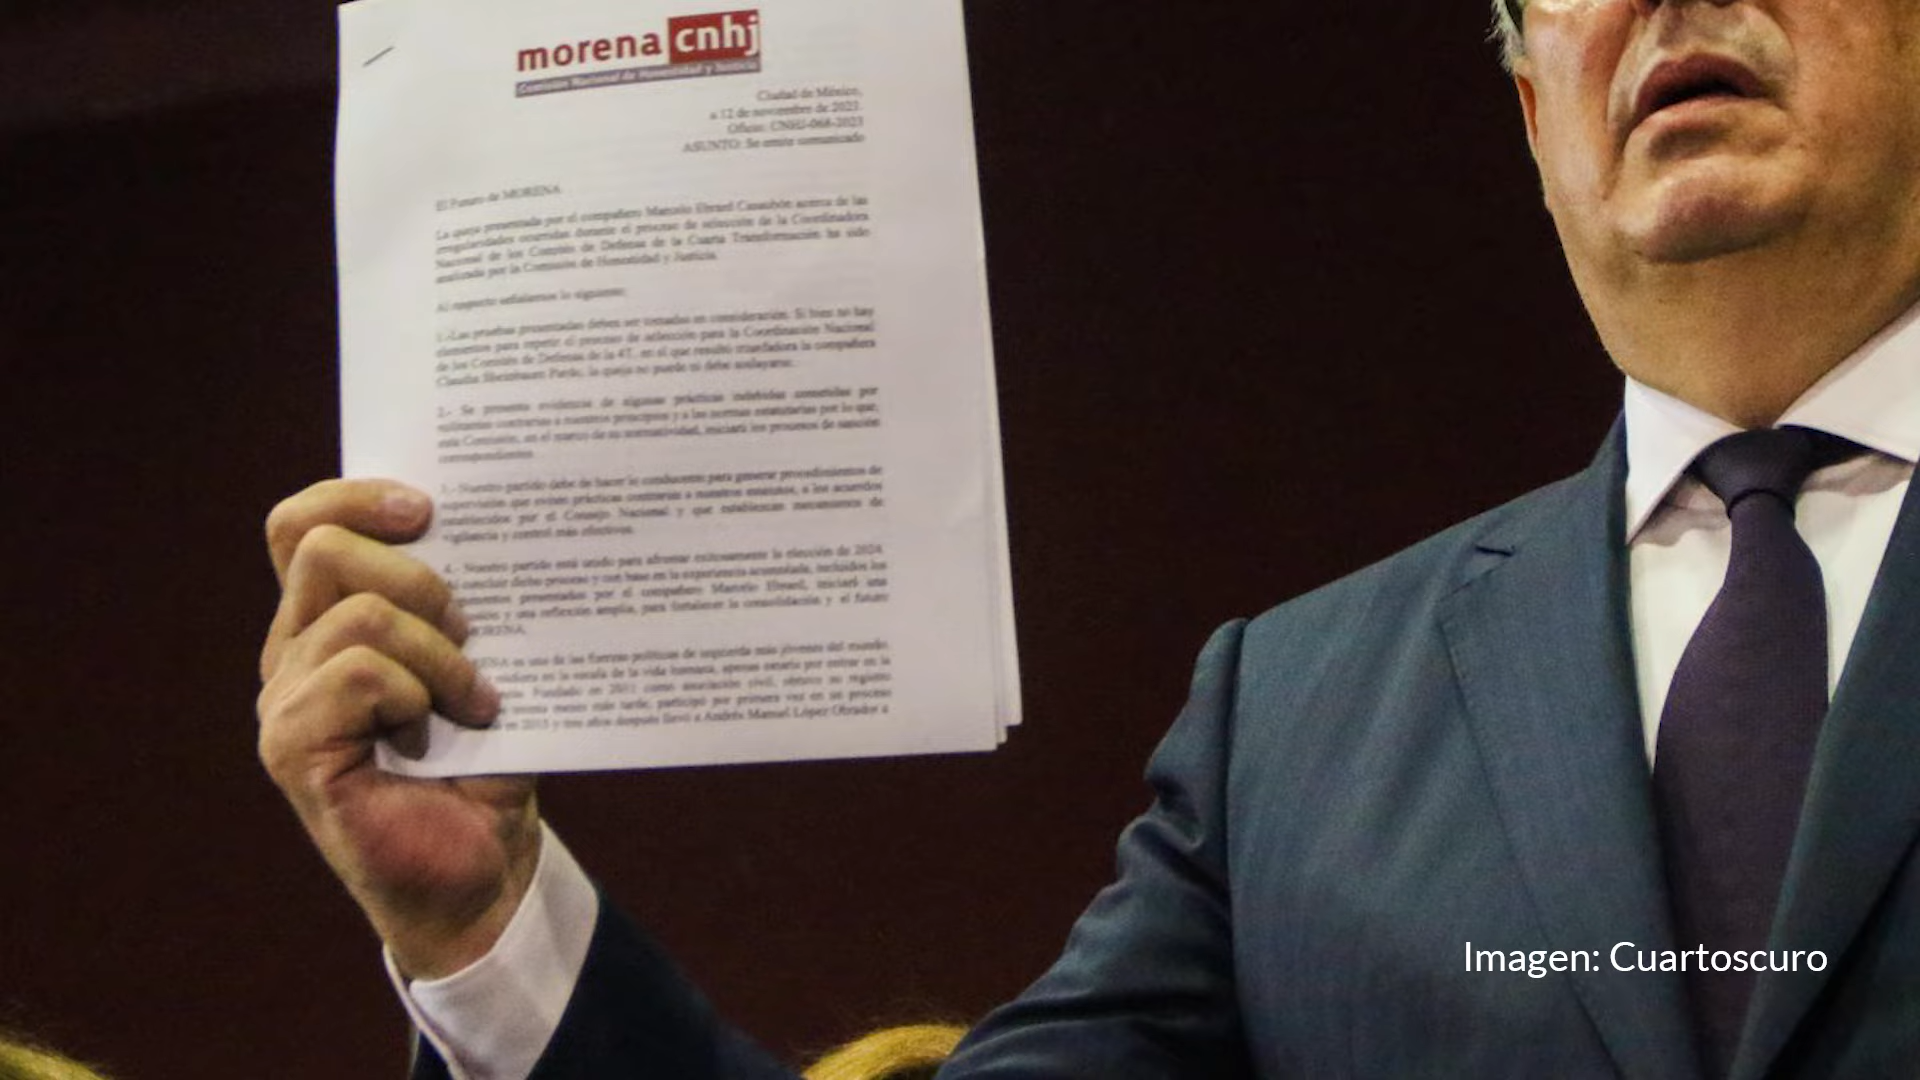 morena cnhj
Comisión Nacional de Honestidad y Justicia
Ciudad de México,
a 12 de noviembre de 2023
Oficio: CNHJ-068-2023
ASUNTO: Se emite comunicado
El Futuro de MORENA
La queja presentada por el compañero Marcelo Ebrard Casaubón acerca de las
irregularidades ocurridas durante el proceso de selección de la Coordinadora
Nacional de los Comités de Defensa de la Cuarta Transformación ha sido
analizada por la Comisión de Honestidad y Justicia.
Al respecto señalamos lo siguiente:
1.-Las pruebas presentadas deben ser tomadas en consideración. Si bien no hay
elementos para repetir el proceso de selección para la Coordinación Nacional
de los Comités de Defensa de la 4T, en el que resultó triunfadora la compañera
Claudia Sheinbaum Pardo, la queja no puede ni debe soslayarse.
2.- Se presenta evidencia de algunas prácticas indebidas cometidas por
militantes contrarias a nuestros principios y a las normas estatutarias por lo que,
esta Comisión, en el marco de su normatividad, iniciará los procesos de sanción
correspondientes.
3.- Nuestro partido debe de hacer lo conducente para generar procedimientos de
supervisión que eviten prácticas contrarias a nuestros estatutos, a los acuerdos
establecidos por el Consejo Nacional y que establezcan mecanismos de
vigilancia y control más efectivos.
4.- Nuestro partido está unido para afrontar exitosamente la elección de 2024.
Al concluir dicho proceso y con base en la experiencia acumulada, incluidos los
presentados por el compañero Marcelo Ebrard, iniciará una
y una reflexión amplia, para fortalecer la consolidación y el futuro
MORENA.
es una de las fuerzas políticas de izquierda más jóvenes del mundo
en la escala de la vida humana, apenas estaría por entrar en la
Fundado en 2011 como asociación civil, obtuvo su registro
meses más tarde, participó por primera vez en un proceso
en 2015 y tres años después llevó a Andrés Manuel López Obrador a
Imagen: Cuartoscuro